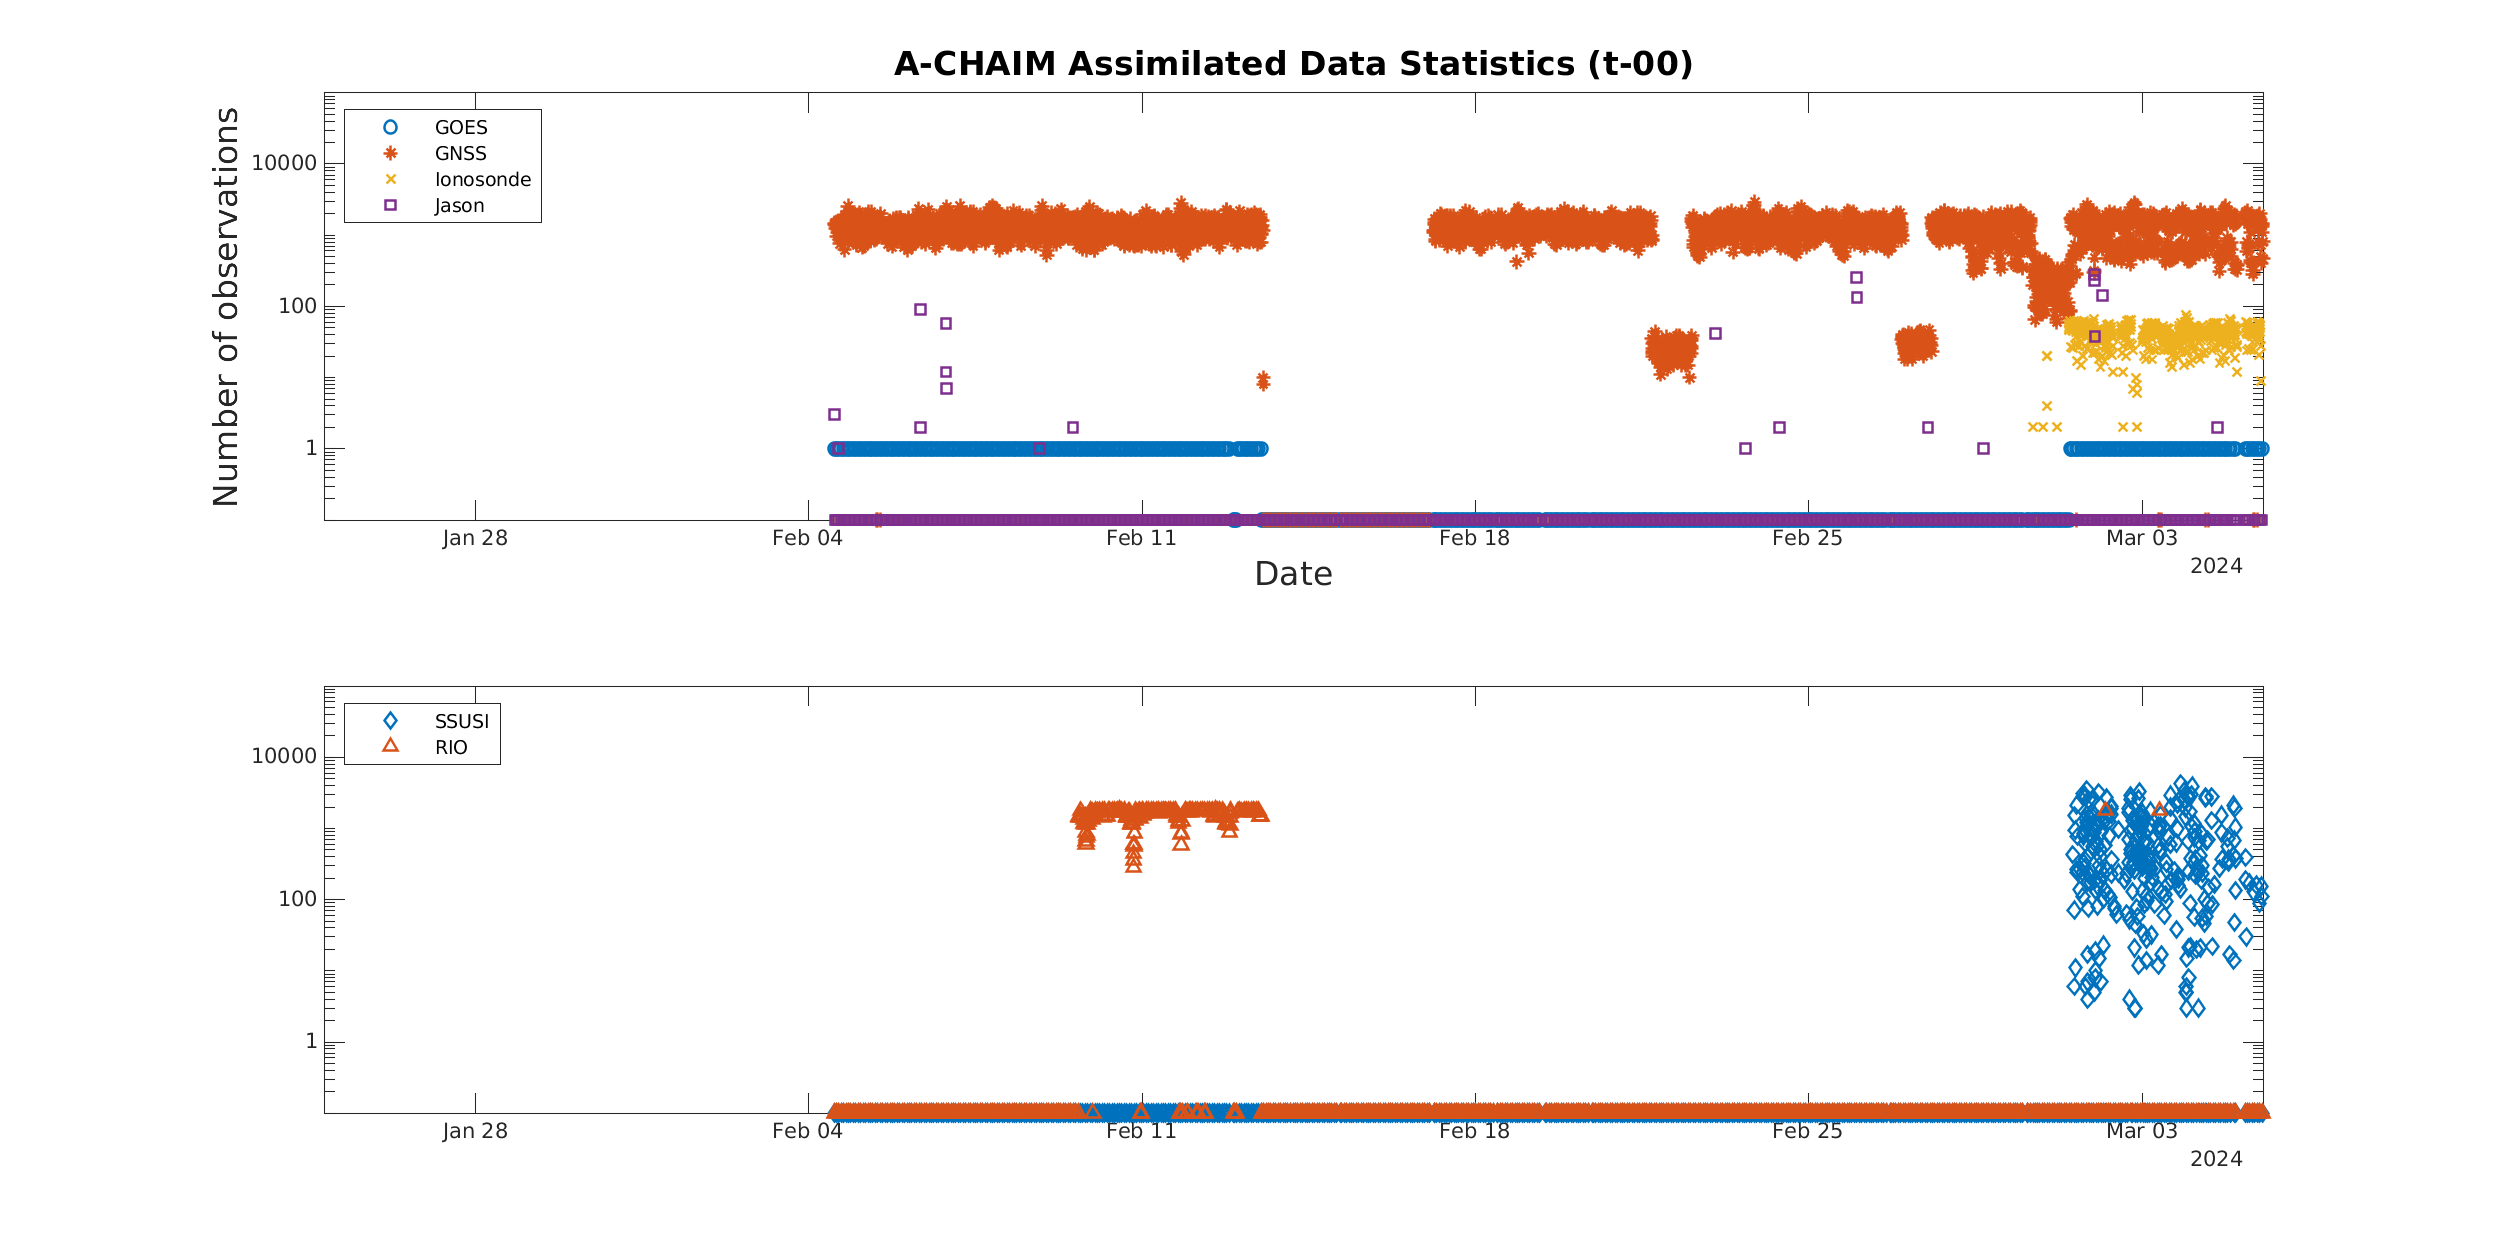 A-CHAIM Assimilated Data Statistics (t-00)
Number of observations
10000
100
1
GOES
GNSS
Ionosonde
Jason
Jan 28
Feb 04
Feb 11
Feb 18
Feb 25
Mar 03
2024
Date
10000
100
1
SSUSI
RIO
Jan 28
Feb 04
Feb 11
Feb 18
Feb 25
Mar 03
2024